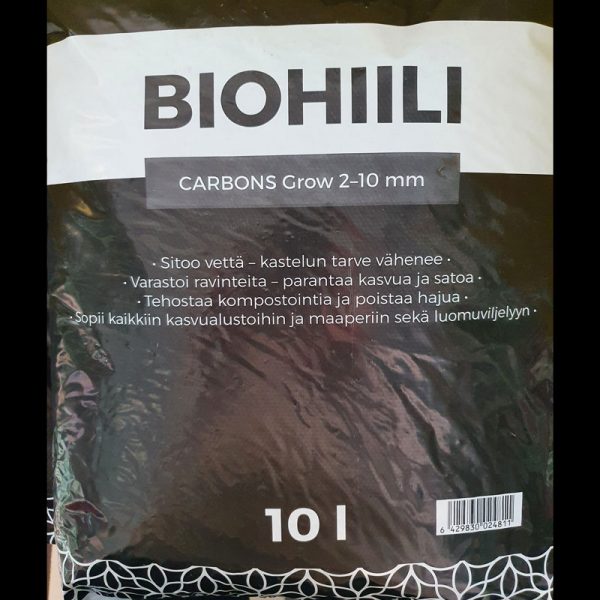 BIOHIILI
CARBONS Grow 2–10 mm
• Sitoo vettä – kastelun tarve vähenee •
• Varastoi ravinteita – parantaa kasvua ja satoa •
• Tehostaa kompostointia ja poistaa hajua •
• Sopii kaikkiin kasvualustoihin ja maaperiin sekä luomuviljelyyn •
10 l
6 429830 024811